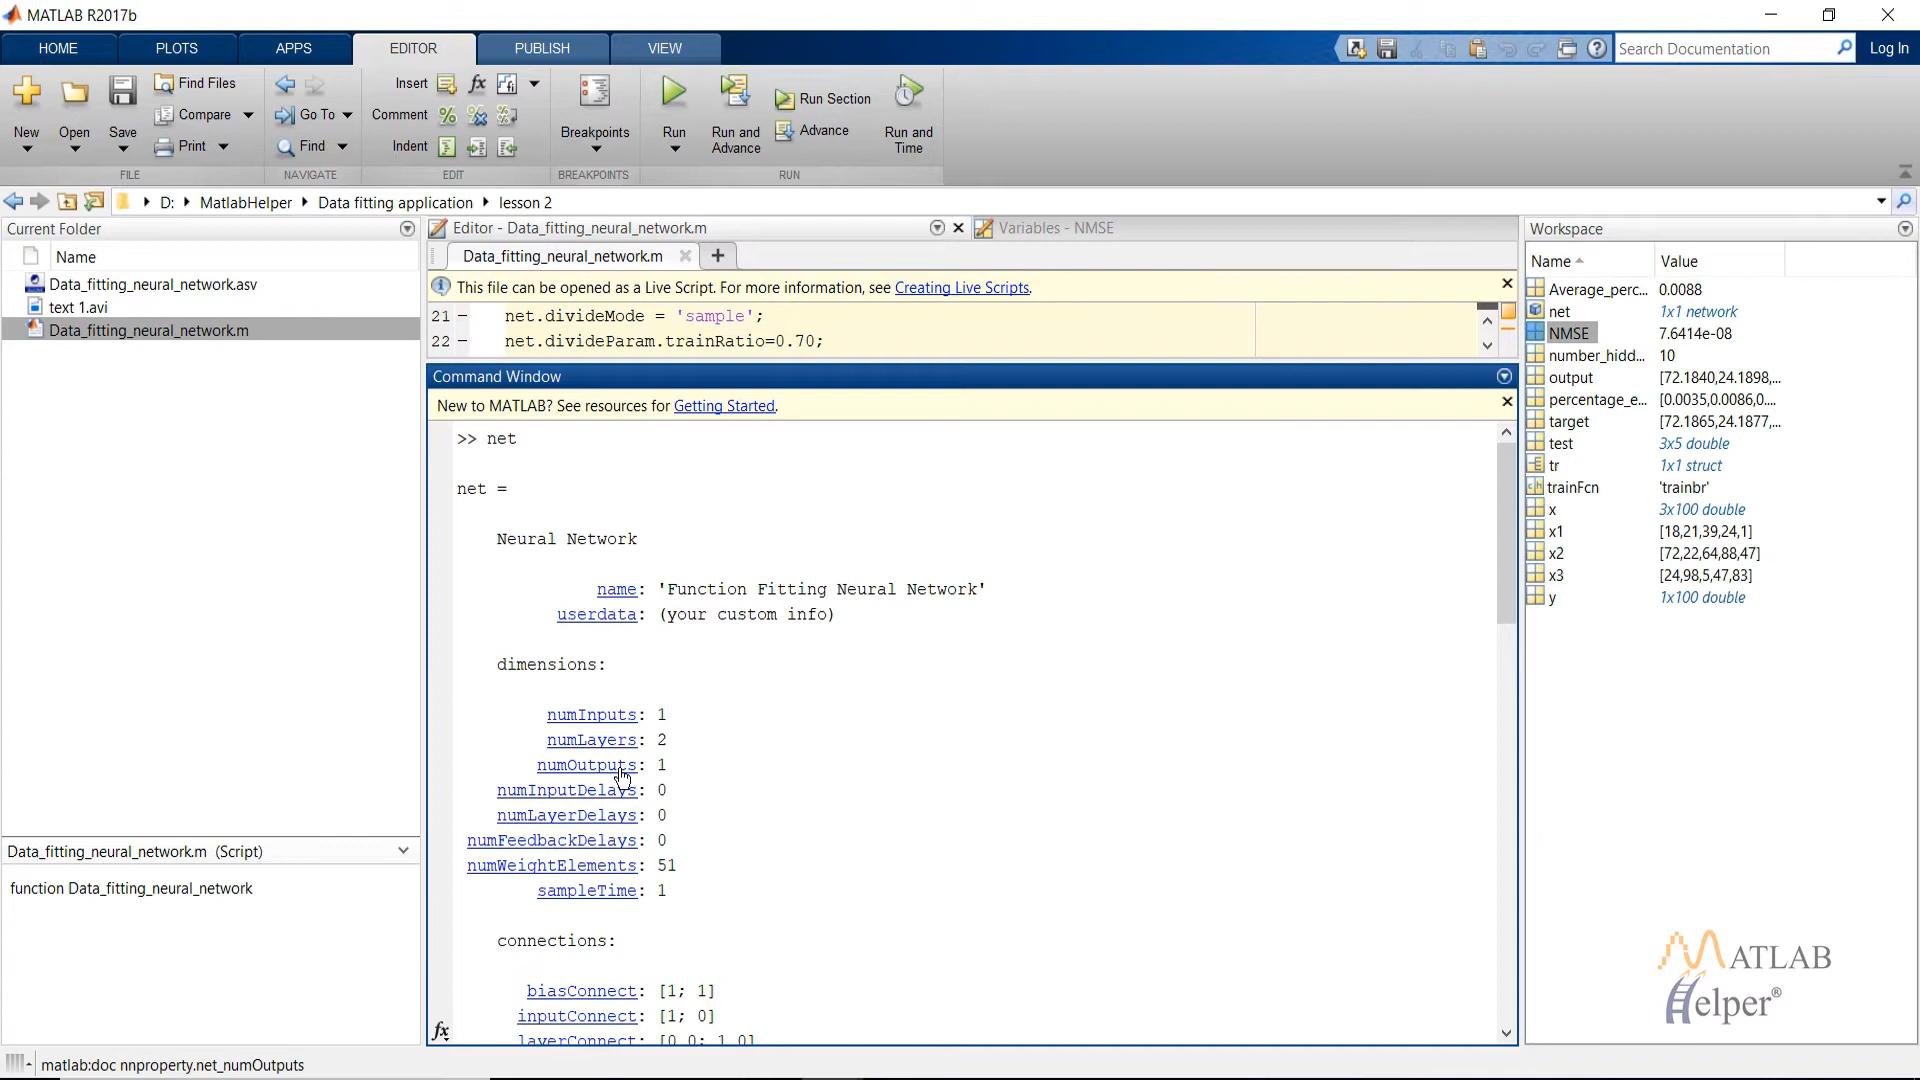 MATLAB R2017b
HOME PLOTS APPS EDITOR PUBLISH VIEW
Search Documentation
Log In
New
Open
Save
Find Files
Compare
Print
FILE
Go To
Find
NAVIGATE
Insert
Comment
Indent
EDIT
fx
fi
Breakpoints
BREAKPOINTS
Run
Run and
Advance
Run Section
Advance
Run and
Time
RUN
D: MatlabHelper Data fitting application lesson 2
Current Folder
Name
Data_fitting_neural_network.asv
text 1.avi
Data_fitting_neural_network.m
Data_fitting_neural_network.m (Script)
function Data_fitting_neural_network
Editor - Data_fitting_neural_network.m
Variables - NMSE
Data_fitting_neural_network.m
This file can be opened as a Live Script. For more information, see Creating Live Scripts.
21 – net.divideMode = 'sample';
22 – net.divideParam.trainRatio=0.70;
Command Window
New to MATLAB? See resources for Getting Started.
>> net
net =
Neural Network
name: 'Function Fitting Neural Network'
userdata: (your custom info)
dimensions:
numInputs: 1
numLayers: 2
numOutputs: 1
numInputDelays: 0
numLayerDelays: 0
numFeedbackDelays: 0
numWeightElements: 51
sampleTime: 1
connections:
biasConnect: [1; 1]
inputConnect: [1; 0]
layerConnect: [0 0; 1 0]
fx
Workspace
Name Value
Average_perc... 0.0088
net 1x1 network
NMSE 7.6414e-08
number_hidd... 10
output [72.1840,24.1898,...
percentage_e... [0.0035,0.0086,0....
target [72.1865,24.1877,...
test 3x5 double
tr 1x1 struct
trainFcn 'trainbr'
x 3x100 double
x1 [18,21,39,24,1]
x2 [72,22,64,88,47]
x3 [24,98,5,47,83]
y 1x100 double
MATLAB
Helper®
matlab:doc nnproperty.net_numOutputs